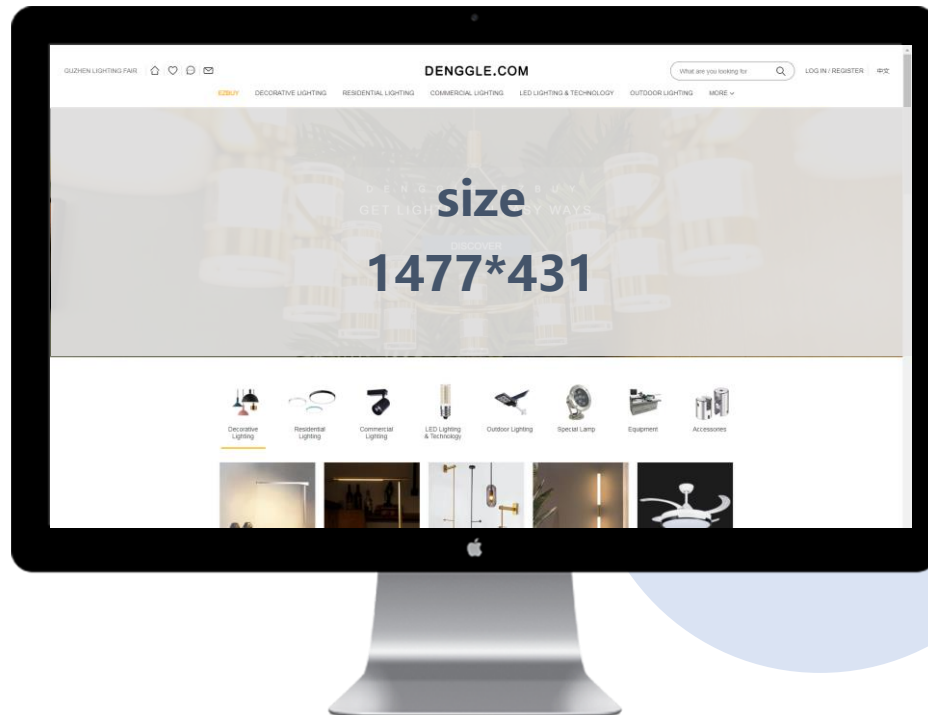 GUZHEN LIGHTING FAIR
DENGGLE.COM
What are you looking for
LOG IN / REGISTER
中文
EZBUY
DECORATIVE LIGHTING
RESIDENTIAL LIGHTING
COMMERCIAL LIGHTING
LED LIGHTING & TECHNOLOGY
OUTDOOR LIGHTING
MORE
size
1477*431
DISCOVER
Decorative
Lighting
Residential
Lighting
Commercial
Lighting
LED Lighting
& Technology
Outdoor Lighting
Special Lamp
Equipment
Accessories